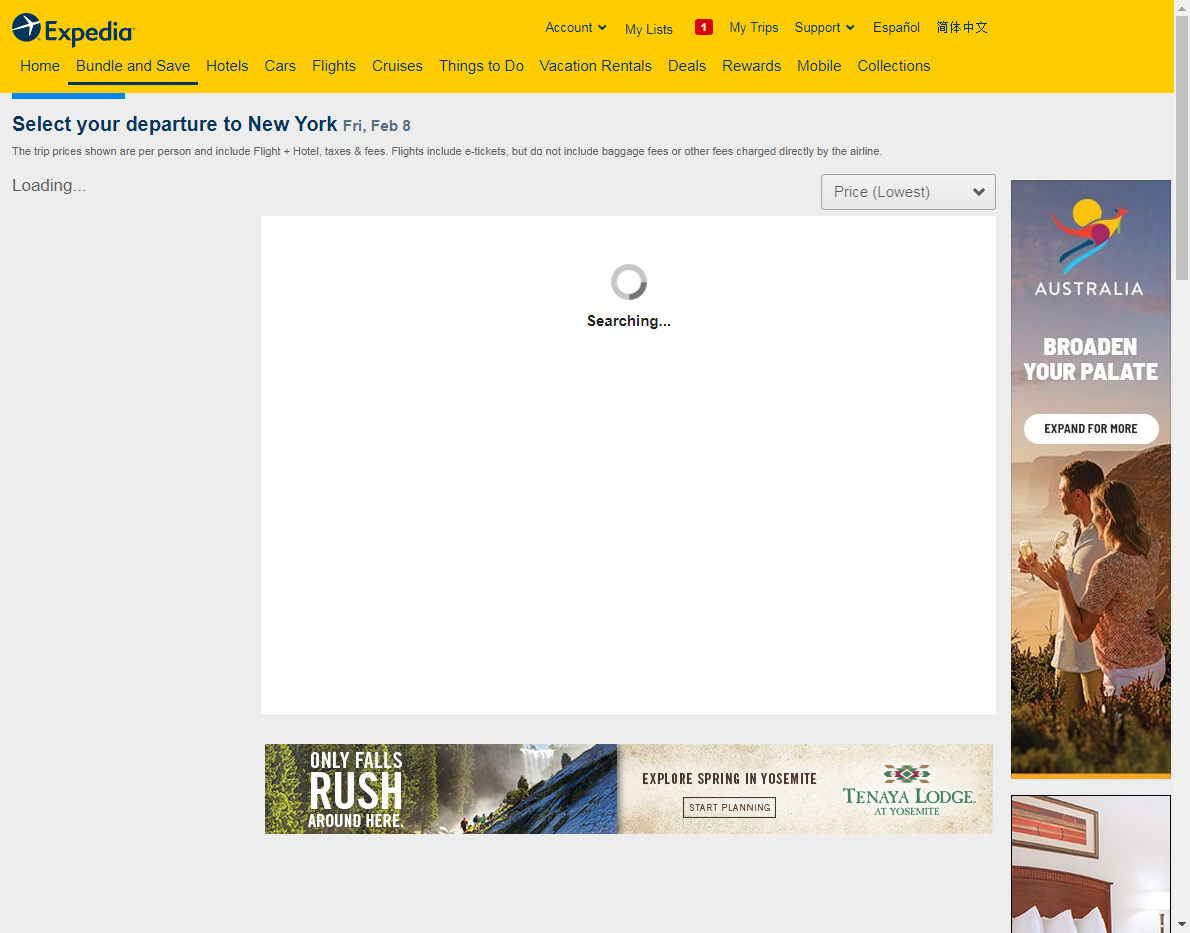 Expedia
Account
My Lists
1
My Trips
Support
Español
简体中文
Home
Bundle and Save
Hotels
Cars
Flights
Cruises
Things to Do
Vacation Rentals
Deals
Rewards
Mobile
Collections
Select your departure to New York Fri, Feb 8
The trip prices shown are per person and include Flight + Hotel, taxes & fees. Flights include e-tickets, but do not include baggage fees or other fees charged directly by the airline.
Loading...
Price (Lowest)
Searching...
AUSTRALIA
BROADEN
YOUR PALATE
EXPAND FOR MORE
ONLY FALLS
RUSH
AROUND HERE.
EXPLORE SPRING IN YOSEMITE
START PLANNING
TENAYA LODGE
AT YOSEMITE